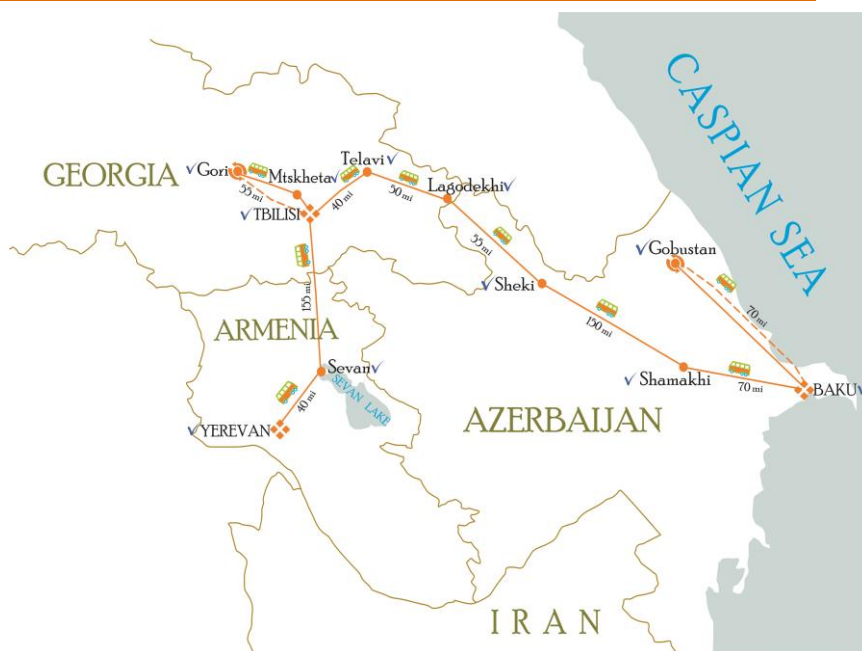 CASPIAN SEA
GEORGIA
Gori
Mtskheta
Telavi
Lagodekhi
55 mi
TBILISI
40 mi
50 mi
55 mi
Gobustan
Sheki
70 mi
155 mi
150 mi
ARMENIA
Sevan
SEVAN LAKE
40 mi
Shamakhi
70 mi
BAKU
YEREVAN
AZERBAIJAN
IRAN